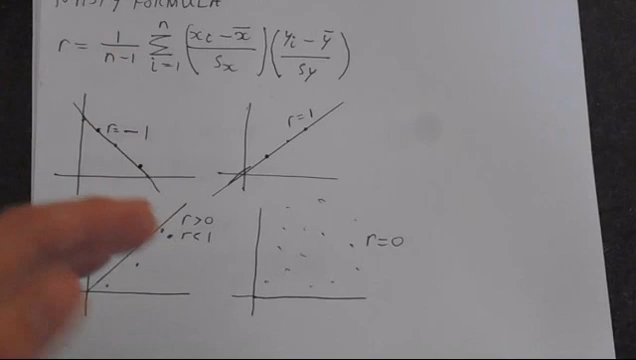 FORMULA
r = 1/(n-1) Σ_{i=1}^{n} ((x_i - x̄)/s_x) ((y_i - ȳ)/s_y)
r=-1
r=1
r>0
r<1
r=0